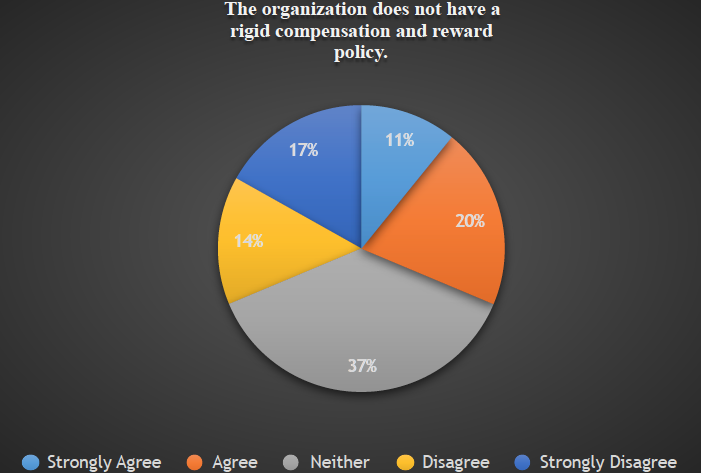 The organization does not have a
rigid compensation and reward
policy.
11%
20%
37%
14%
17%
Strongly Agree Agree Neither Disagree Strongly Disagree